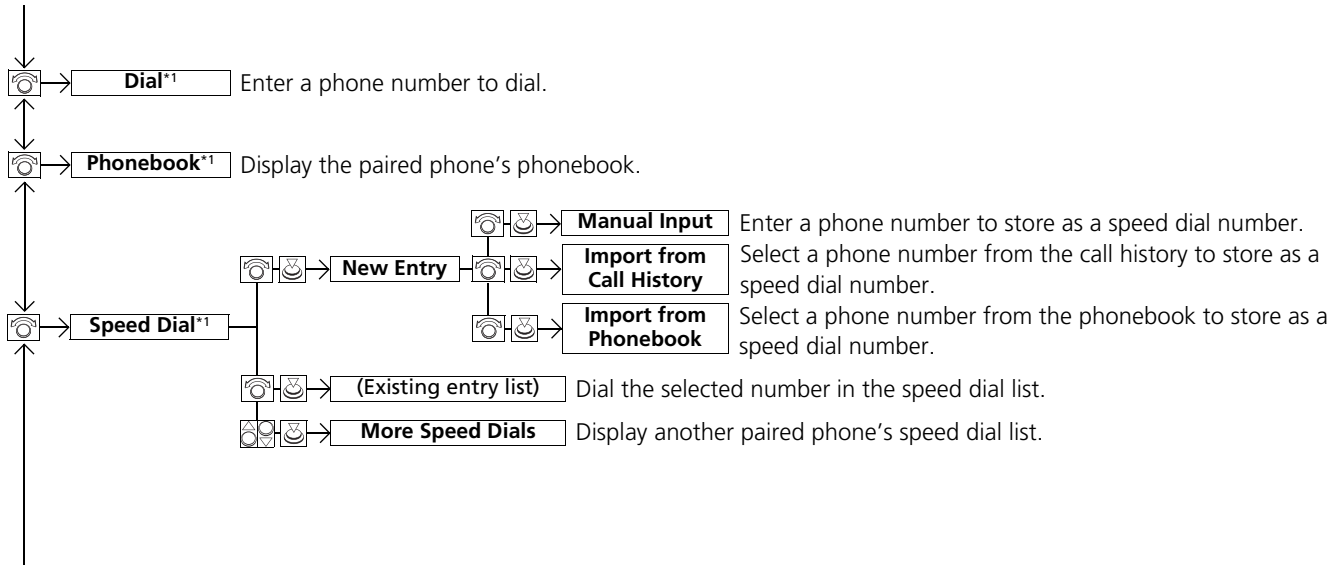 Dial*1 Enter a phone number to dial.
Phonebook*1 Display the paired phone’s phonebook.
Manual Input Enter a phone number to store as a speed dial number.
New Entry
Import from
Call History
Select a phone number from the call history to store as a
speed dial number.
Speed Dial*1
Import from
Phonebook
Select a phone number from the phonebook to store as a
speed dial number.
(Existing entry list) Dial the selected number in the speed dial list.
More Speed Dials Display another paired phone’s speed dial list.